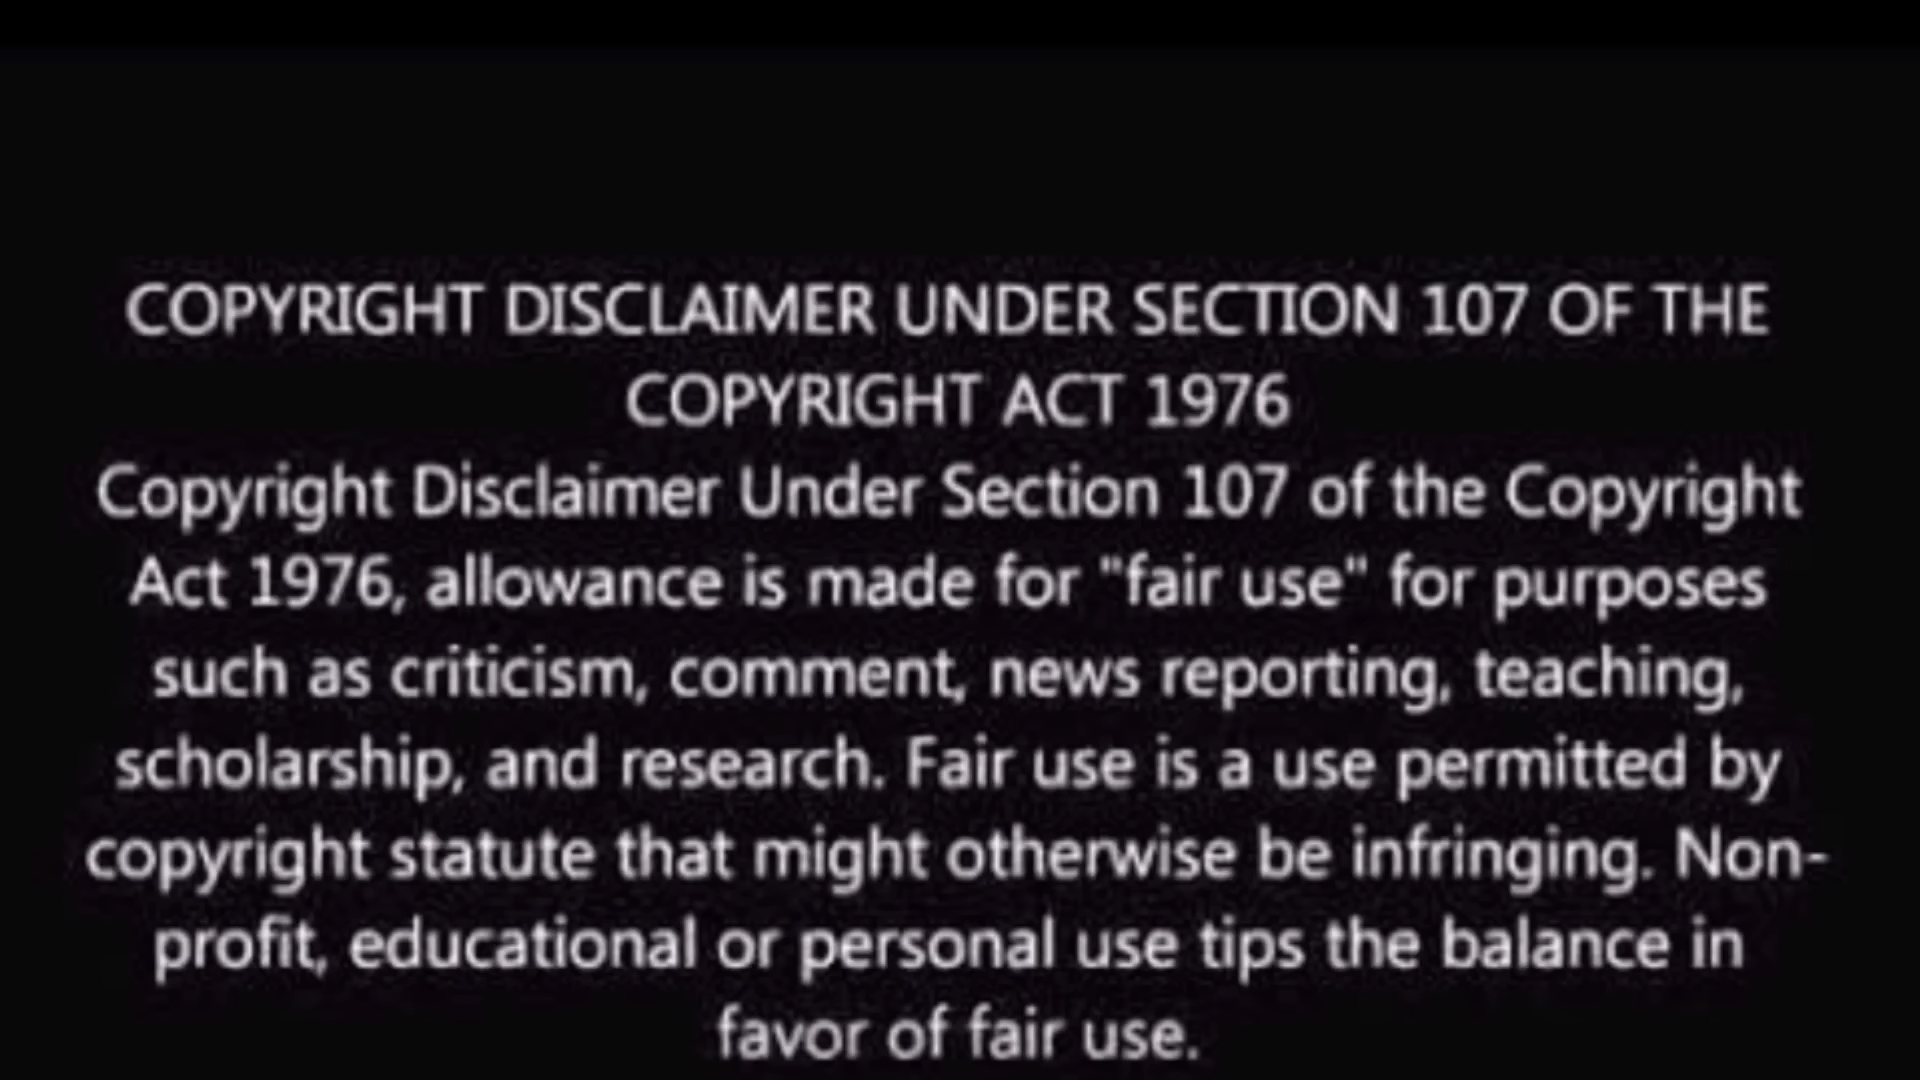 COPYRIGHT DISCLAIMER UNDER SECTION 107 OF THE
COPYRIGHT ACT 1976
Copyright Disclaimer Under Section 107 of the Copyright
Act 1976, allowance is made for "fair use" for purposes
such as criticism, comment, news reporting, teaching,
scholarship, and research. Fair use is a use permitted by
copyright statute that might otherwise be infringing. Non-
profit, educational or personal use tips the balance in
favor of fair use.